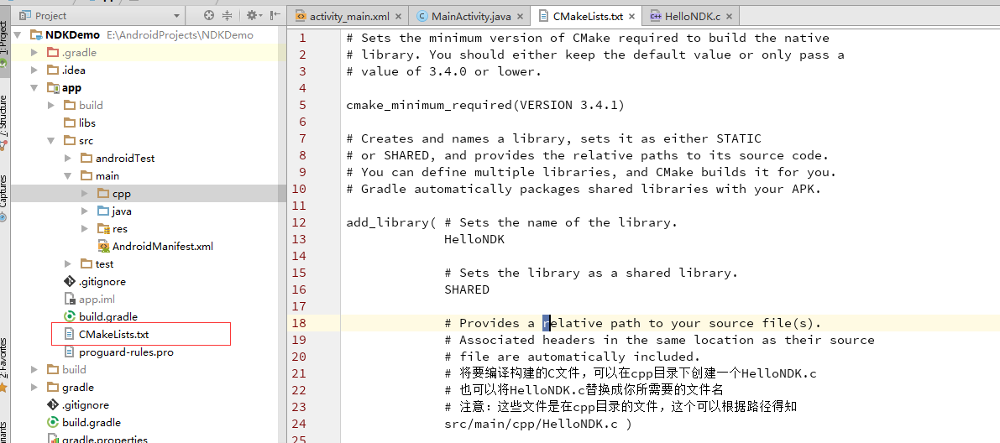 Project
NDKDemo E:\AndroidProjects\NDKDemo
.gradle
.idea
app
build
libs
src
androidTest
main
cpp
java
res
AndroidManifest.xml
test
.gitignore
app.iml
build.gradle
CMakeLists.txt
proguard-rules.pro
build
gradle
.gitignore
build.gradle
gradle.properties
1: Project
7: Structure
Captures
2: Favorites
activity_main.xml
MainActivity.java
CMakeLists.txt
HelloNDK.c
1 # Sets the minimum version of CMake required to build the native
2 # library. You should either keep the default value or only pass a
3 # value of 3.4.0 or lower.
4
5 cmake_minimum_required(VERSION 3.4.1)
6
7 # Creates and names a library, sets it as either STATIC
8 # or SHARED, and provides the relative paths to its source code.
9 # You can define multiple libraries, and CMake builds it for you.
10 # Gradle automatically packages shared libraries with your APK.
11
12 add_library( # Sets the name of the library.
13 HelloNDK
14
15 # Sets the library as a shared library.
16 SHARED
17
18 # Provides a relative path to your source file(s).
19 # Associated headers in the same location as their source
20 # file are automatically included.
21 # 将要编译构建的C文件，可以在cpp目录下创建一个HelloNDK.c
22 # 也可以将HelloNDK.c替换成你所需要的文件名
23 # 注意：这些文件是在cpp目录的文件，这个可以根据路径得知
24 src/main/cpp/HelloNDK.c )
25